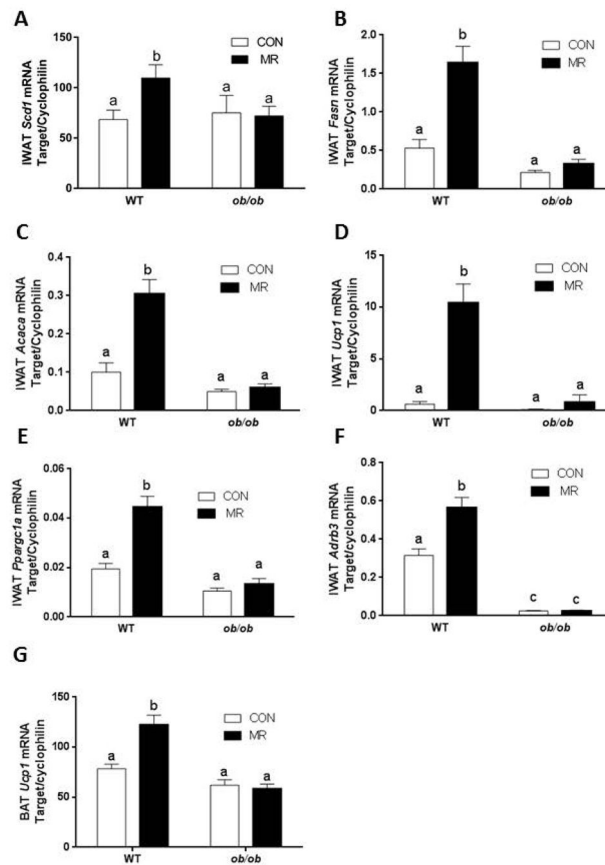 A
IWAT Scd1 mRNA
Target/Cyclophilin
150
100
50
0
a
b
a
a
CON
MR
WT
ob/ob
B
IWAT Fasn mRNA
Target/Cyclophilin
2.0
1.5
1.0
0.5
0.0
a
b
a
a
CON
MR
WT
ob/ob
C
IWAT Acaca mRNA
Target/Cyclophilin
0.4
0.3
0.2
0.1
0.0
a
b
a
a
CON
MR
WT
ob/ob
D
IWAT Ucp1 mRNA
Target/Cyclophilin
15
10
5
0
a
b
a
a
CON
MR
WT
ob/ob
E
IWAT Ppargc1a mRNA
Target/Cyclophilin
0.06
0.04
0.02
0.00
a
b
a
a
CON
MR
WT
ob/ob
F
IWAT Adrb3 mRNA
Target/cyclophilin
0.8
0.6
0.4
0.2
0.0
a
b
c
c
CON
MR
WT
ob/ob
G
BAT Ucp1 mRNA
Target/cyclophilin
150
100
50
0
a
b
a
a
CON
MR
WT
ob/ob